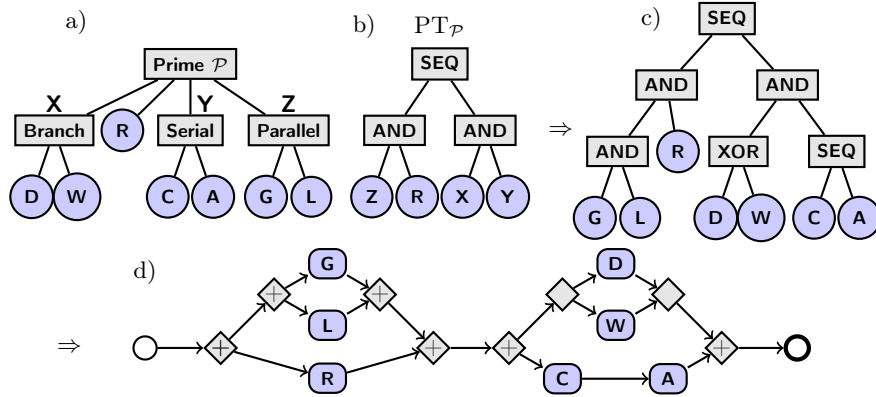 a)
Prime 𝒫
X
Y
Z
Branch
R
Serial
Parallel
D
W
C
A
G
L
b)
PT𝒫
SEQ
AND
AND
Z
R
X
Y
⇒
c)
SEQ
AND
AND
AND
R
XOR
SEQ
G
L
D
W
C
A
⇒
d)
G
D
+
+
L
W
+
+
+
+
R
C
A